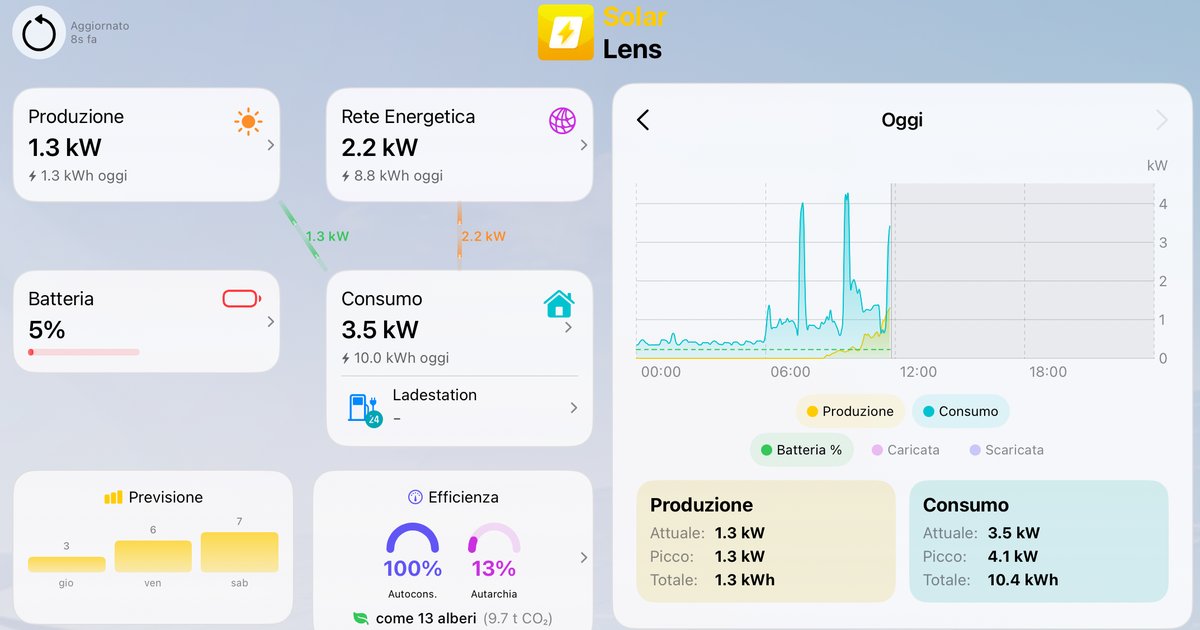 Aggiornato
8s fa
Solar
Lens
Produzione
1.3 kW
1.3 kWh oggi
Rete Energetica
2.2 kW
8.8 kWh oggi
1.3 kW
2.2 kW
Batteria
5%
Consumo
3.5 kW
10.0 kWh oggi
Ladestation
24
–
Previsione
3
6
7
gio
ven
sab
Efficienza
100%
13%
Autocons.
Autarchia
come 13 alberi (9.7 t CO₂)
Oggi
kW
4
3
2
1
0
00:00
06:00
12:00
18:00
Produzione
Consumo
Batteria %
Caricata
Scaricata
Produzione
Attuale: 1.3 kW
Picco: 1.3 kW
Totale: 1.3 kWh
Consumo
Attuale: 3.5 kW
Picco: 4.1 kW
Totale: 10.4 kWh